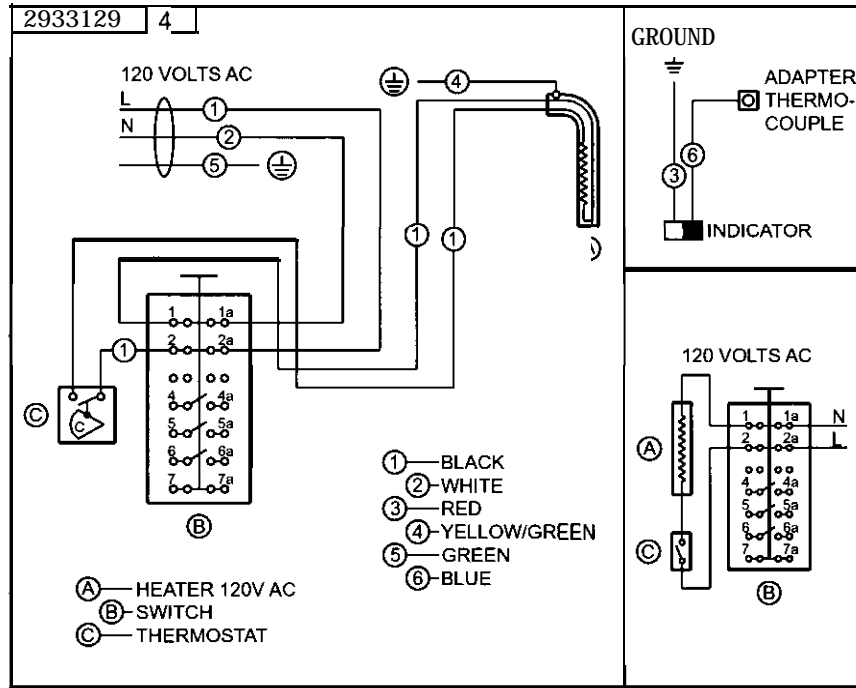 2933129 4
120 VOLTS AC
L 1
N 2
5
4
1 1
A
1 1a
2 2a
1
4 4a
5 5a
6 6a
7 7a
C C
B
1 BLACK
2 WHITE
3 RED
4 YELLOW/GREEN
5 GREEN
6 BLUE
A HEATER 120V AC
B SWITCH
C THERMOSTAT
GROUND
ADAPTER
THERMO-
COUPLE
6
3
INDICATOR
120 VOLTS AC
1 1a N
2 2a L
A
4 4a
5 5a
6 6a
7 7a
C
B